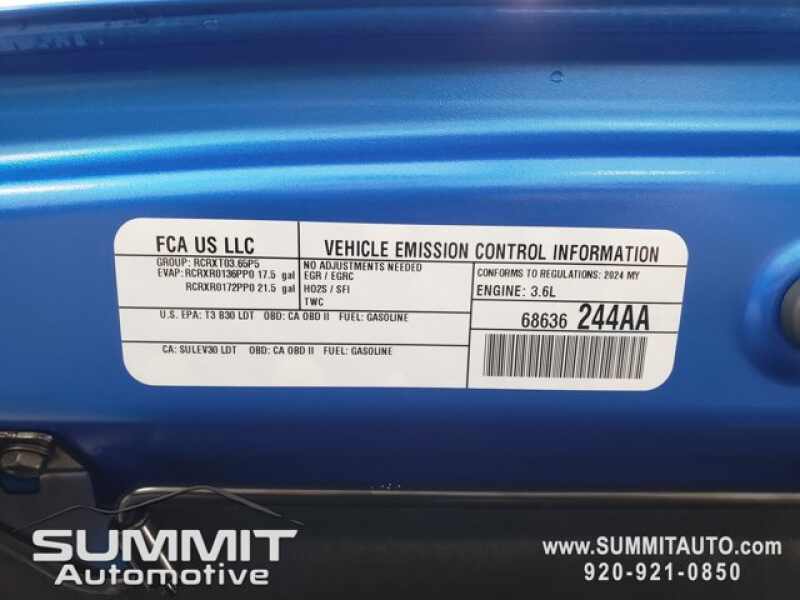 FCA US LLC
GROUP: RCRXT03.65P5
EVAP: RCRXR0136PP0 17.5 gal
RCRXR0172PP0 21.5 gal
VEHICLE EMISSION CONTROL INFORMATION
NO ADJUSTMENTS NEEDED
EGR / EGRC
HO2S / SFI
TWC
CONFORMS TO REGULATIONS: 2024 MY
ENGINE: 3.6L
U.S. EPA: T3 B30 LDT OBD: CA OBD II FUEL: GASOLINE
68636 244AA
CA: SULEV30 LDT OBD: CA OBD II FUEL: GASOLINE
SUMMIT
Automotive
www.SUMMITAUTO.com
920-921-0850